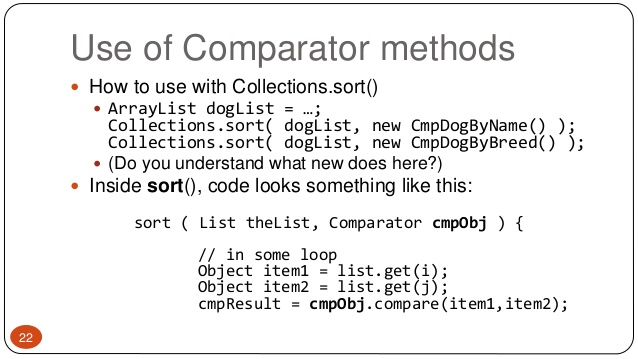 Use of Comparator methods
• How to use with Collections.sort()
• ArrayList dogList = …;
Collections.sort( dogList, new CmpDogByName() );
Collections.sort( dogList, new CmpDogByBreed() );
• (Do you understand what new does here?)
• Inside sort(), code looks something like this:
sort ( List theList, Comparator cmpObj ) {
// in some loop
Object item1 = list.get(i);
Object item2 = list.get(j);
cmpResult = cmpObj.compare(item1,item2);
22